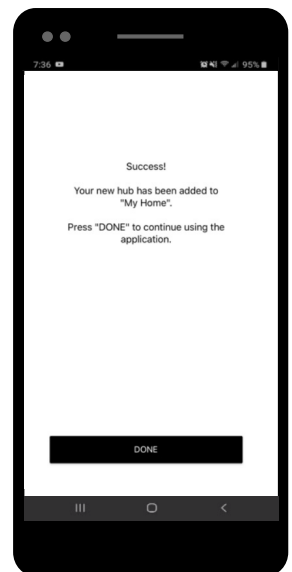 7:36
95%
Success!
Your new hub has been added to
"My Home".
Press "DONE" to continue using the
application.
DONE